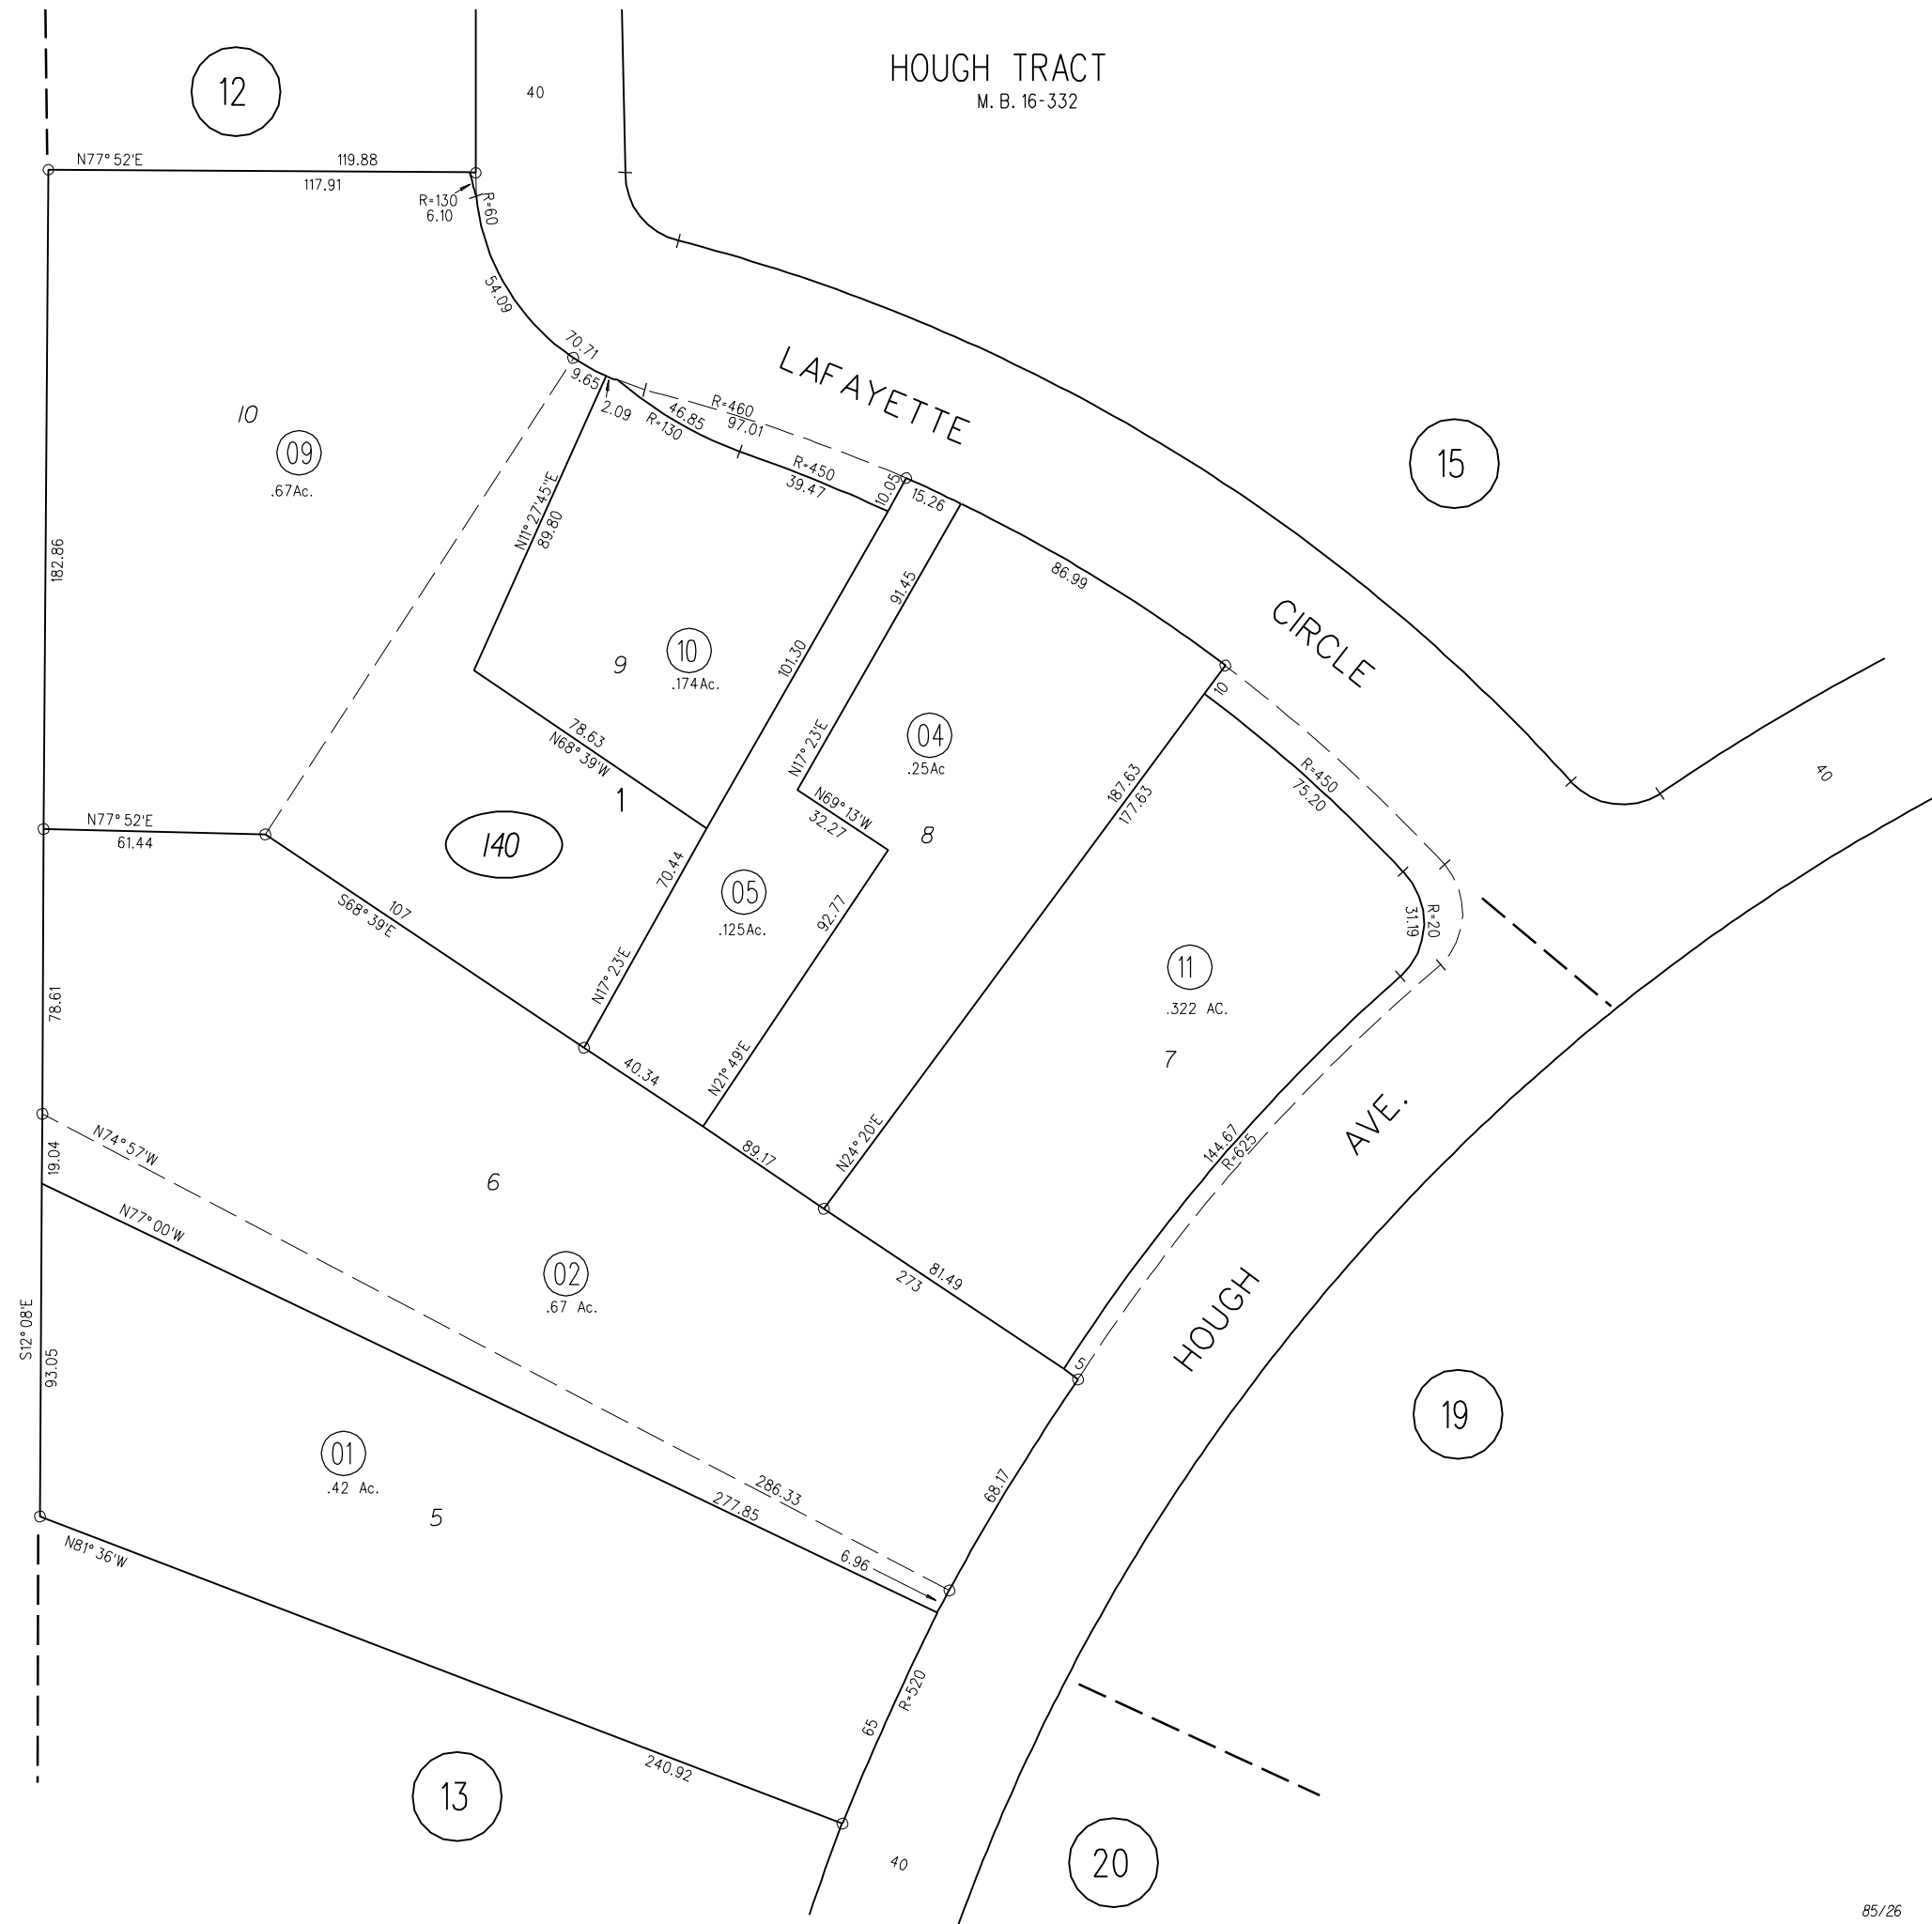 HOUGH TRACT
M. B. 16-332
12
40
N77° 52'E
119.88
117.91
R=130
6.10
R=60
54.09
70.71
9.65
2.09
R=460
97.01
46.85
R=130
R=450
39.47
10.05
15.26
LAFAYETTE
CIRCLE
15
10
09
.67Ac.
182.86
N11° 27'45"E
89.80
9
10
.174Ac.
101.30
91.45
86.99
N17° 23'E
04
.25Ac
8
N69° 13'W
32.27
10
187.63
177.63
R=450
75.20
40
78.63
N68° 39'W
1
140
N77° 52'E
61.44
107
S68° 39'E
70.44
N17° 23'E
05
.125Ac.
92.77
N21° 49'E
R=20
31.19
11
.322 AC.
7
78.61
40.34
89.17
N24° 20'E
144.67
R=625
AVE.
HOUGH
19.04
N74° 57'W
N77° 00'W
6
02
.67 Ac.
81.49
273
5
S12° 08'E
93.05
01
.42 Ac.
5
286.33
277.85
6.96
68.17
19
N81° 36'W
240.92
R=520
65
13
40
20
85/26